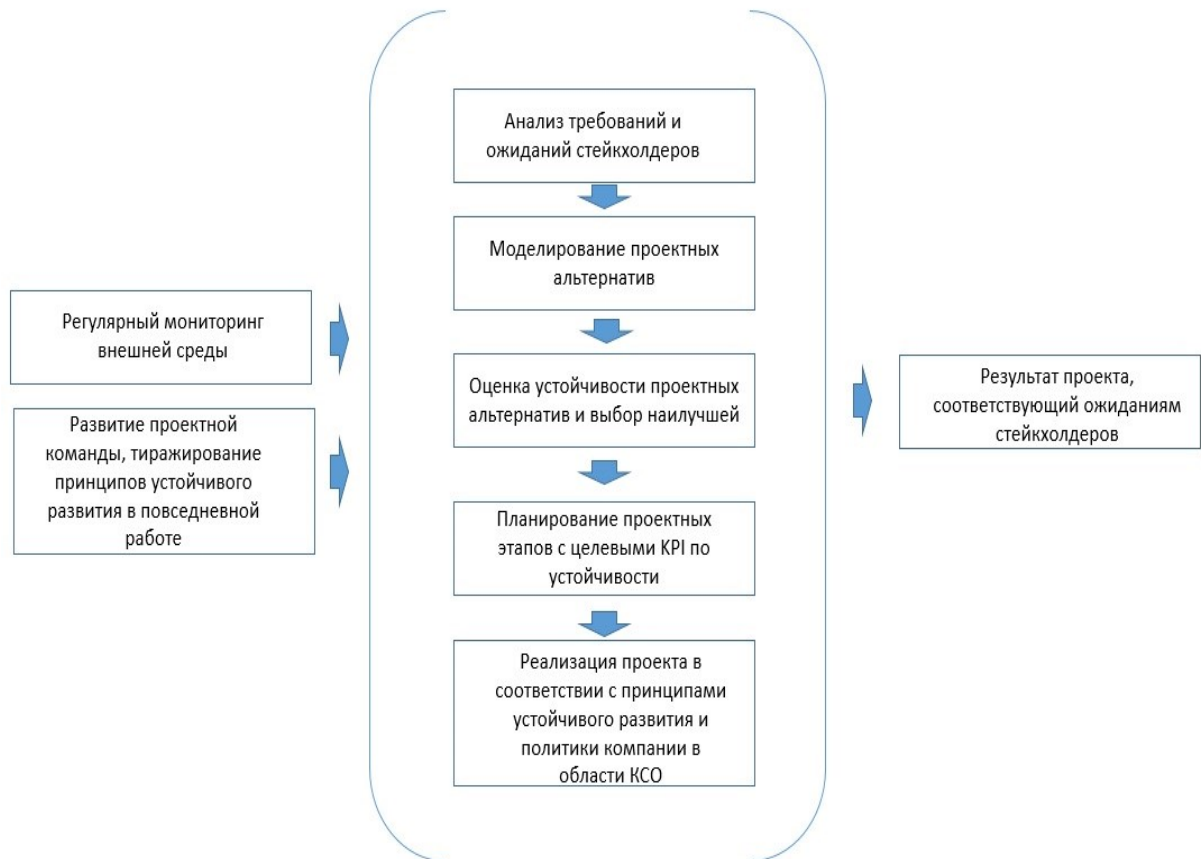 Регулярный мониторинг
внешней среды
Развитие проектной
команды, тиражирование
принципов устойчивого
развития в повседневной
работе
Анализ требований и
ожиданий стейкхолдеров
Моделирование проектных
альтернатив
Оценка устойчивости проектных
альтернатив и выбор наилучшей
Планирование проектных
этапов с целевыми KPI по
устойчивости
Реализация проекта в
соответствии с принципами
устойчивого развития и
политики компании в
области КСО
Результат проекта,
соответствующий ожиданиям
стейкхолдеров